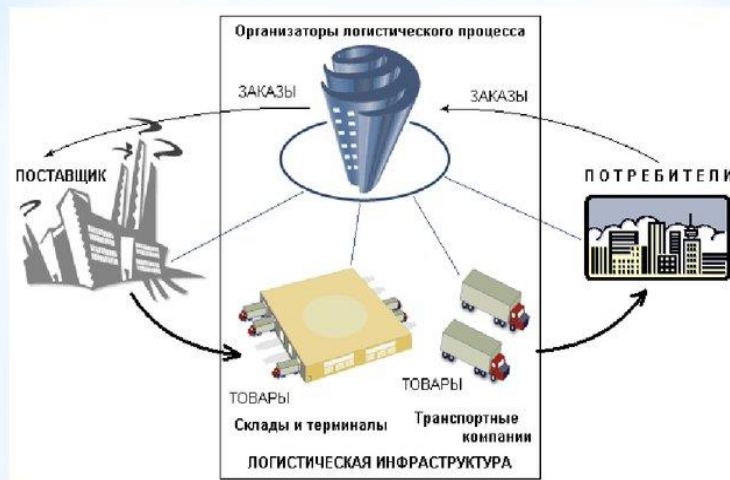 Организаторы логистического процесса
ЗАКАЗЫ
ЗАКАЗЫ
ПОСТАВЩИК
ПОТРЕБИТЕЛИ
ТОВАРЫ
ТОВАРЫ
Склады и терминалы
Транспортные
компании
ЛОГИСТИЧЕСКАЯ ИНФРАСТРУКТУРА